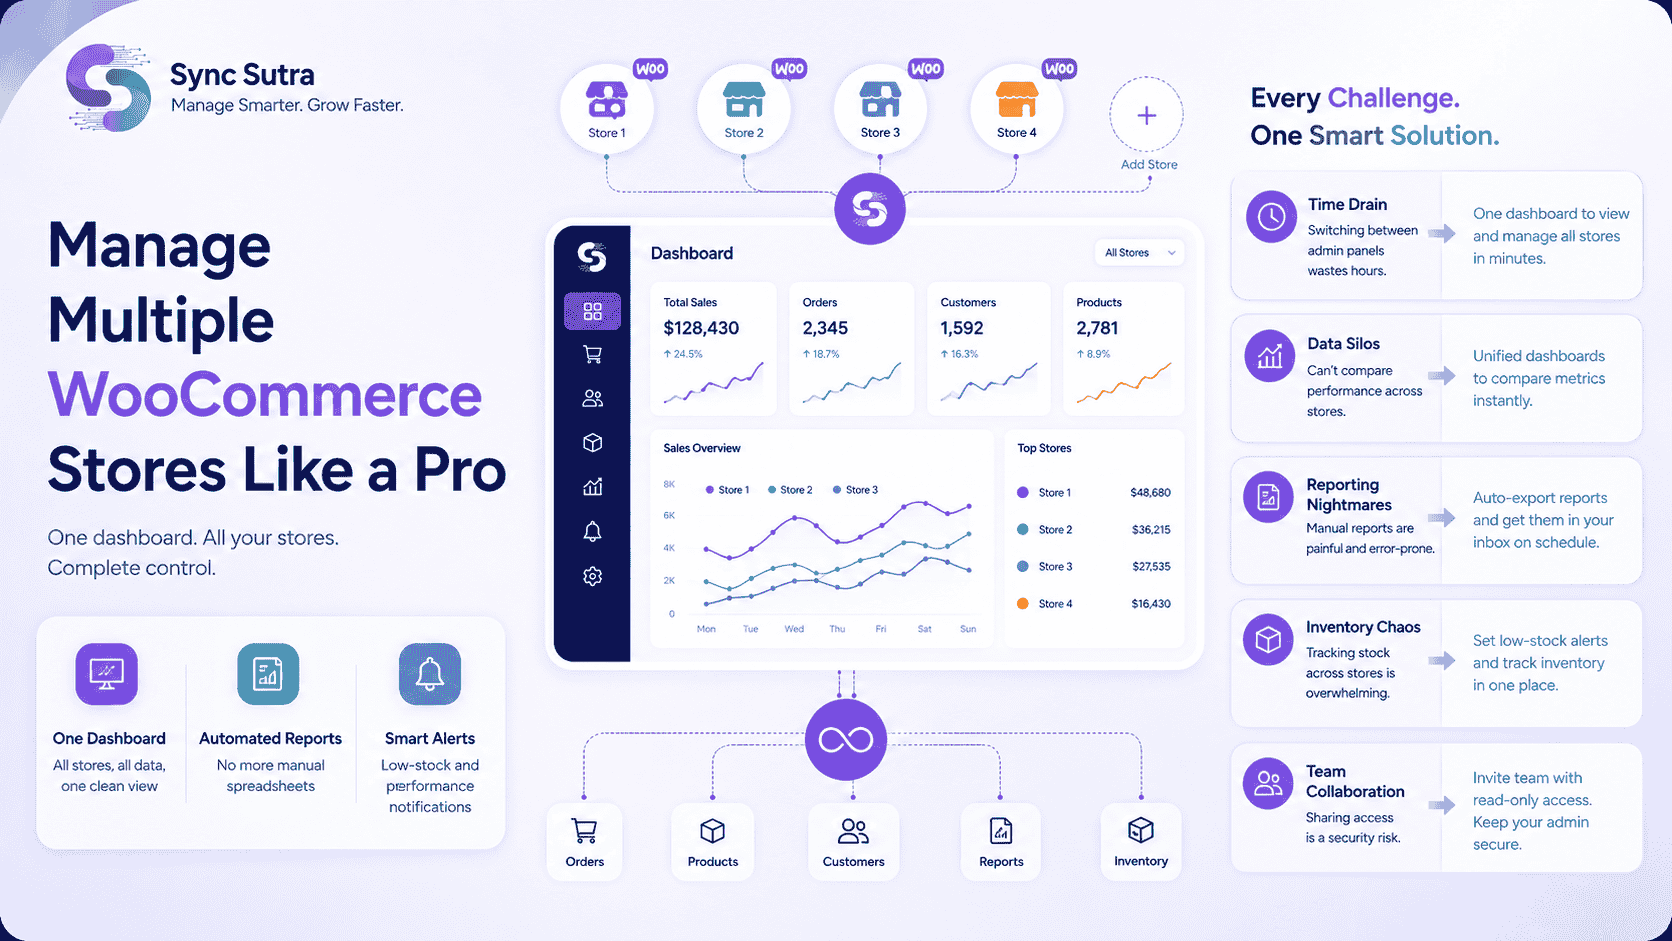 Sync Sutra
Manage Smarter. Grow Faster.
Manage
Multiple
WooCommerce
Stores Like a Pro
One dashboard. All your stores.
Complete control.
One Dashboard
All stores, all data,
one clean view
Automated Reports
No more manual
spreadsheets
Smart Alerts
Low-stock and
performance
notifications
Woo
Store 1
Woo
Store 2
Woo
Store 3
Woo
Store 4
+
Add Store
Dashboard
All Stores
Total Sales
$128,430
↑ 24.5%
Orders
2,345
↑ 18.7%
Customers
1,592
↑ 16.3%
Products
2,781
↑ 8.9%
Sales Overview
Store 1
Store 2
Store 3
8K
6K
4K
2K
0
Mon
Tue
Wed
Thu
Fri
Sat
Sun
Top Stores
Store 1 $48,680
Store 2 $36,215
Store 3 $27,535
Store 4 $16,430
Orders
Products
Customers
Reports
Inventory
Every Challenge.
One Smart Solution.
Time Drain
Switching between
admin panels
wastes hours.
One dashboard to view
and manage all stores
in minutes.
Data Silos
Can't compare
performance across
stores.
Unified dashboards
to compare metrics
instantly.
Reporting
Nightmares
Manual reports are
painful and error-prone.
Auto-export reports
and get them in your
inbox on schedule.
Inventory Chaos
Tracking stock
across stores is
overwhelming.
Set low-stock alerts
and track inventory
in one place.
Team
Collaboration
Sharing access
is a security risk.
Invite team with
read-only access.
Keep your admin
secure.